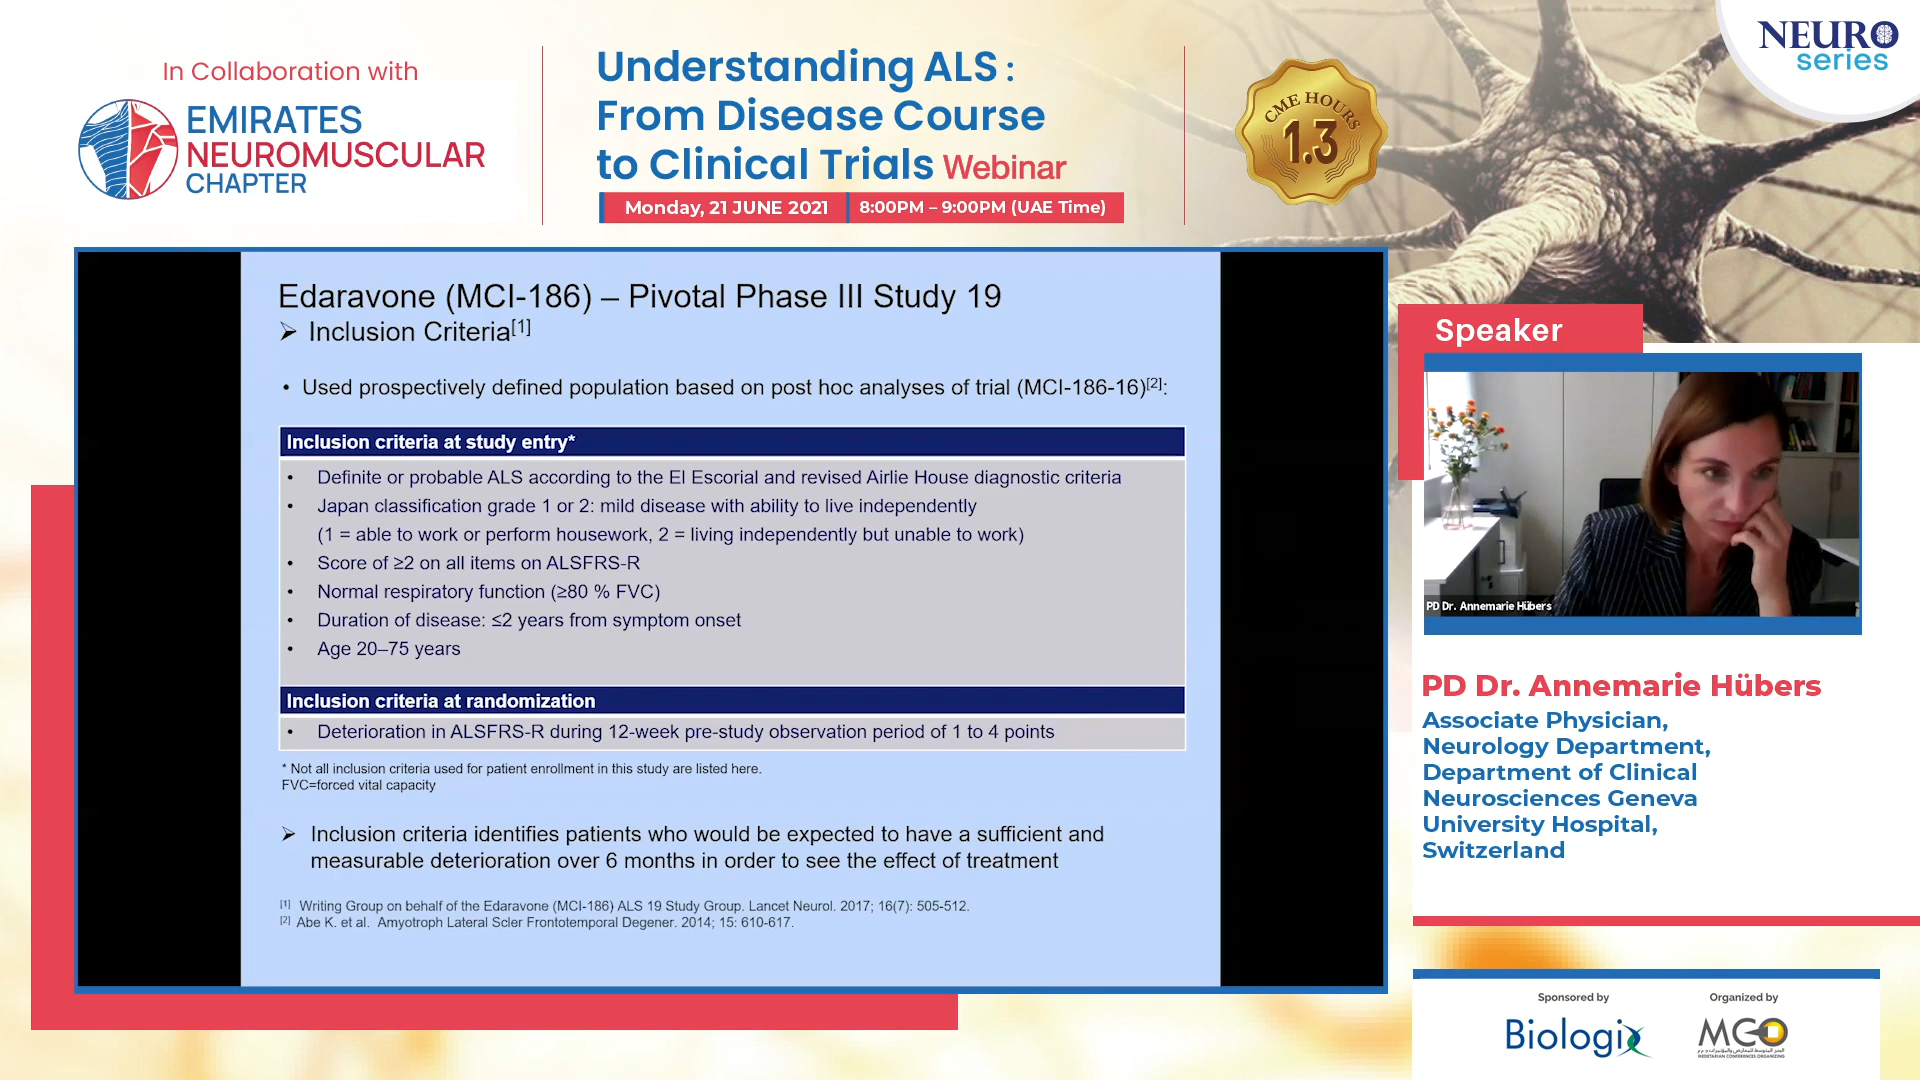 In Collaboration with
EMIRATES
NEUROMUSCULAR
CHAPTER
Understanding ALS :
From Disease Course
to Clinical Trials Webinar
Monday, 21 JUNE 2021
8:00PM – 9:00PM (UAE Time)
CME HOURS
1.3
NEURO
series
Edaravone (MCI-186) – Pivotal Phase III Study 19
➢ Inclusion Criteria[1]
• Used prospectively defined population based on post hoc analyses of trial (MCI-186-16)[2]:
Inclusion criteria at study entry*
• Definite or probable ALS according to the El Escorial and revised Airlie House diagnostic criteria
• Japan classification grade 1 or 2: mild disease with ability to live independently
(1 = able to work or perform housework, 2 = living independently but unable to work)
• Score of ≥2 on all items on ALSFRS-R
• Normal respiratory function (≥80 % FVC)
• Duration of disease: ≤2 years from symptom onset
• Age 20–75 years
Inclusion criteria at randomization
• Deterioration in ALSFRS-R during 12-week pre-study observation period of 1 to 4 points
* Not all inclusion criteria used for patient enrollment in this study are listed here.
FVC=forced vital capacity
➢ Inclusion criteria identifies patients who would be expected to have a sufficient and
measurable deterioration over 6 months in order to see the effect of treatment
[1] Writing Group on behalf of the Edaravone (MCI-186) ALS 19 Study Group. Lancet Neurol. 2017; 16(7): 505-512.
[2] Abe K. et al. Amyotroph Lateral Scler Frontotemporal Degener. 2014; 15: 610-617.
Speaker
PD Dr. Annemarie Hübers
PD Dr. Annemarie Hübers
Associate Physician,
Neurology Department,
Department of Clinical
Neurosciences Geneva
University Hospital,
Switzerland
Sponsored by
Biologix
Organized by
MCO